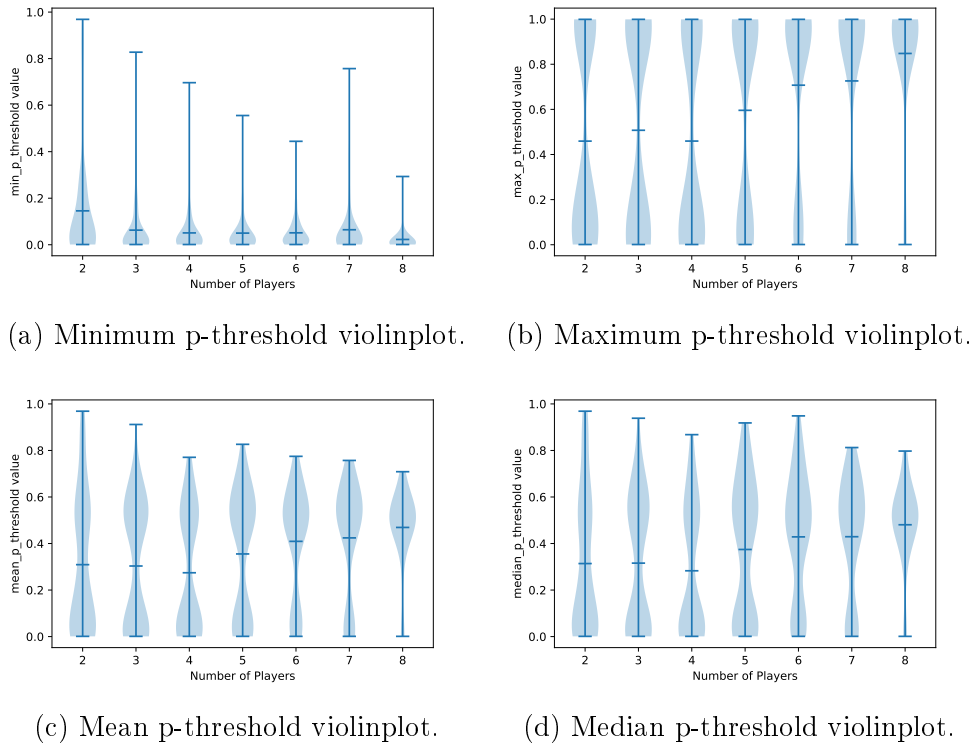 1.0
0.8
0.6
0.4
0.2
0.0
min_p_threshold value
2 3 4 5 6 7 8
Number of Players
(a) Minimum p-threshold violinplot.
1.0
0.8
0.6
0.4
0.2
0.0
max_p_threshold value
2 3 4 5 6 7 8
Number of Players
(b) Maximum p-threshold violinplot.
1.0
0.8
0.6
0.4
0.2
0.0
mean_p_threshold value
2 3 4 5 6 7 8
Number of Players
(c) Mean p-threshold violinplot.
1.0
0.8
0.6
0.4
0.2
0.0
median_p_threshold value
2 3 4 5 6 7 8
Number of Players
(d) Median p-threshold violinplot.